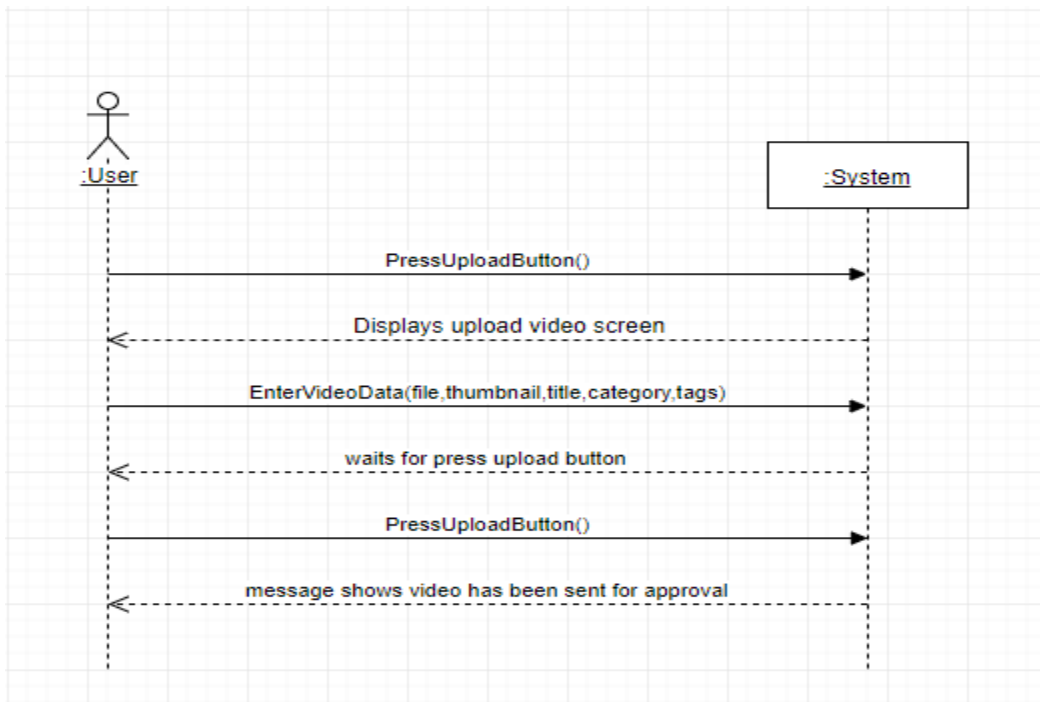 :User
:System
PressUploadButton()
Displays upload video screen
EnterVideoData(file,thumbnail,title,category,tags)
waits for press upload button
PressUploadButton()
message shows video has been sent for approval